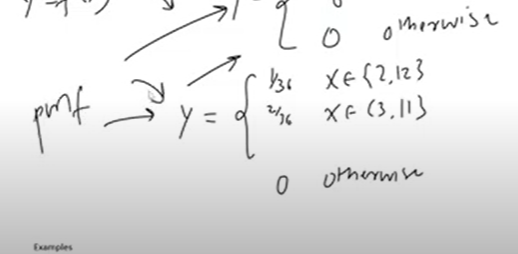 0 otherwise
pmf → y = { 1/36 x∈{2,12}
2/36 x∈(3,11}
0 otherwise
Examples